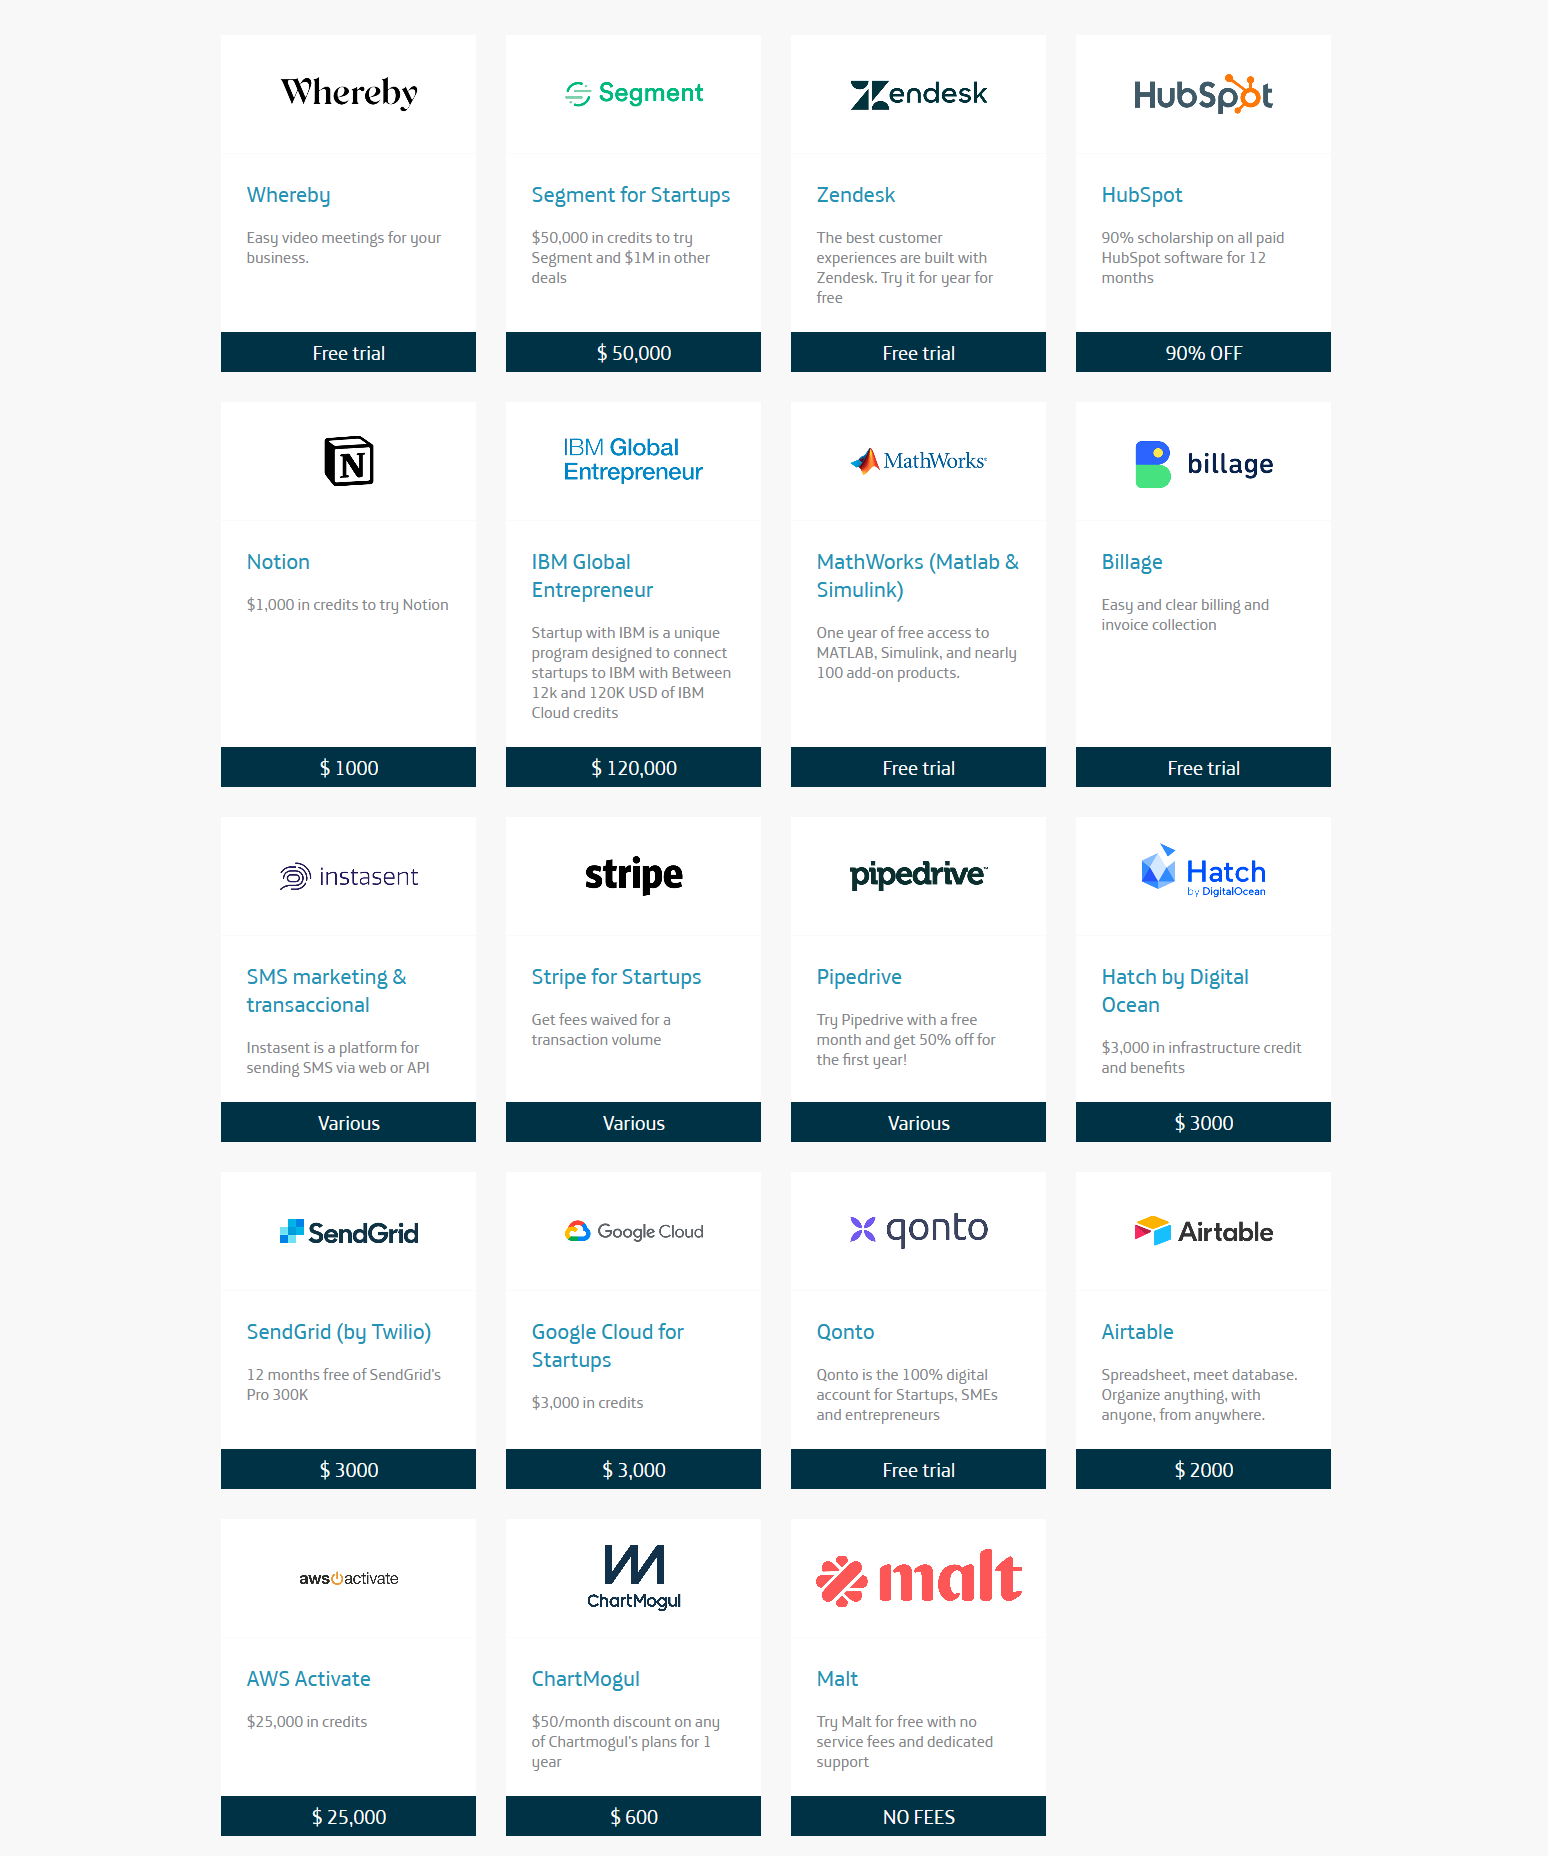 Whereby
Whereby
Easy video meetings for your
business.
Free trial
Segment
Segment for Startups
$50,000 in credits to try
Segment and $1M in other
deals
$ 50,000
Zendesk
Zendesk
The best customer
experiences are built with
Zendesk. Try it for year for
free
Free trial
HubSpot
HubSpot
90% scholarship on all paid
HubSpot software for 12
months
90% OFF
N
Notion
$1,000 in credits to try Notion
$ 1000
IBM Global
Entrepreneur
IBM Global
Entrepreneur
Startup with IBM is a unique
program designed to connect
startups to IBM with Between
12k and 120K USD of IBM
Cloud credits
$ 120,000
MathWorks®
MathWorks (Matlab &
Simulink)
One year of free access to
MATLAB, Simulink, and nearly
100 add-on products.
Free trial
billage
Billage
Easy and clear billing and
invoice collection
Free trial
instasent
SMS marketing &
transaccional
Instasent is a platform for
sending SMS via web or API
Various
stripe
Stripe for Startups
Get fees waived for a
transaction volume
Various
pipedrive™
Pipedrive
Try Pipedrive with a free
month and get 50% off for
the first year!
Various
Hatch
by DigitalOcean
Hatch by Digital
Ocean
$3,000 in infrastructure credit
and benefits
$ 3000
SendGrid
SendGrid (by Twilio)
12 months free of SendGrid's
Pro 300K
$ 3000
Google Cloud
Google Cloud for
Startups
$3,000 in credits
$ 3,000
qonto
Qonto
Qonto is the 100% digital
account for Startups, SMEs
and entrepreneurs
Free trial
Airtable
Airtable
Spreadsheet, meet database.
Organize anything, with
anyone, from anywhere.
$ 2000
aws activate
AWS Activate
$25,000 in credits
$ 25,000
ChartMogul
ChartMogul
$50/month discount on any
of Chartmogul's plans for 1
year
$ 600
malt
Malt
Try Malt for free with no
service fees and dedicated
support
NO FEES